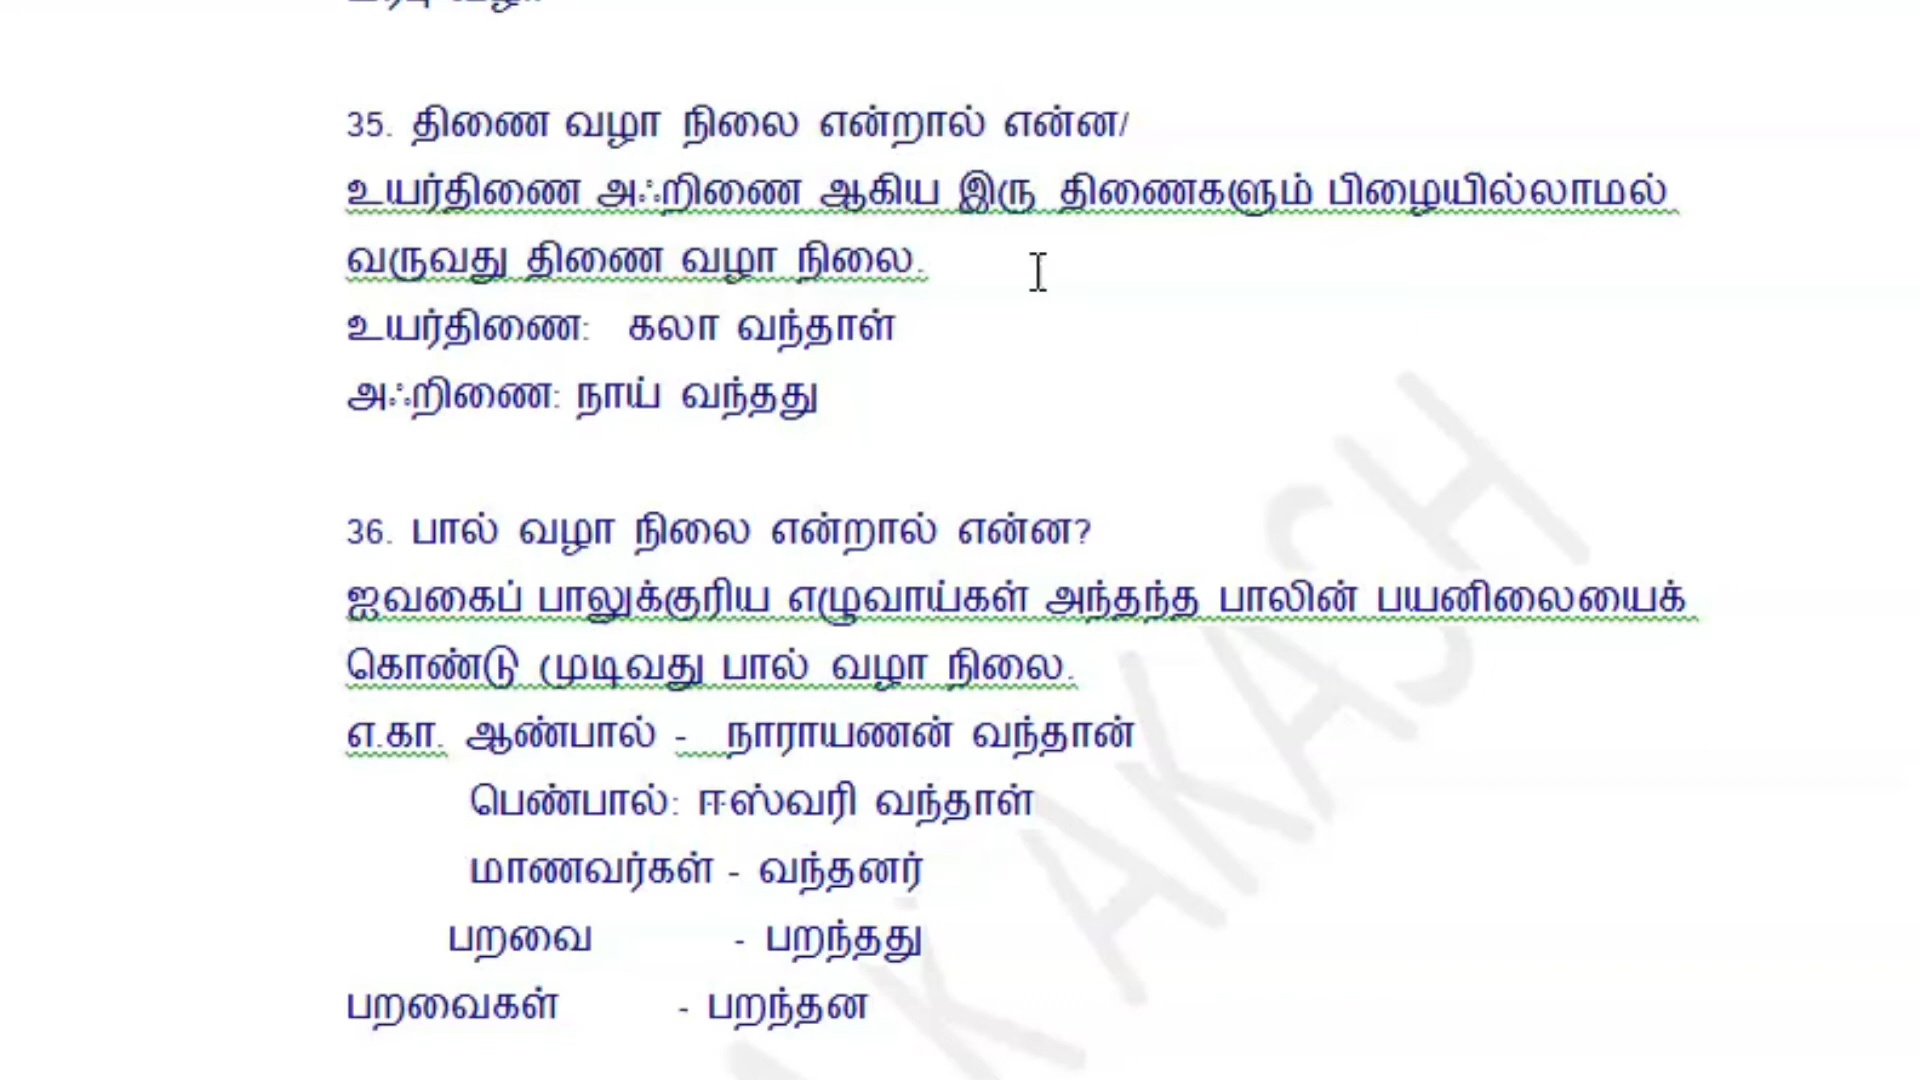 35. திணை வழா நிலை என்றால் என்ன/
உயர்திணை அஃறிணை ஆகிய இரு திணைகளும் பிழையில்லாமல்
வருவது திணை வழா நிலை.
உயர்திணை: கலா வந்தாள்
அஃறிணை: நாய் வந்தது
36. பால் வழா நிலை என்றால் என்ன?
ஐவகைப் பாலுக்குரிய எழுவாய்கள் அந்தந்த பாலின் பயனிலையைக்
கொண்டு முடிவது பால் வழா நிலை.
எ.கா. ஆண்பால் - நாராயணன் வந்தான்
பெண்பால்: ஈஸ்வரி வந்தாள்
மாணவர்கள் - வந்தனர்
பறவை - பறந்தது
பறவைகள் - பறந்தன
AKASH